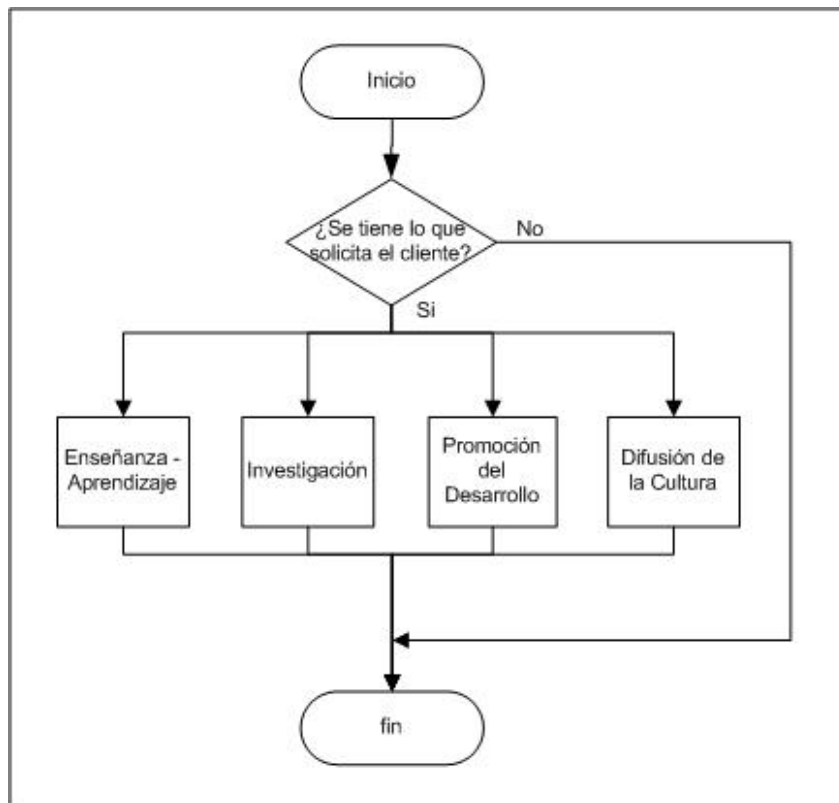 Inicio
¿Se tiene lo que
solicita el cliente?
No
Si
Enseñanza -
Aprendizaje
Investigación
Promoción
del
Desarrollo
Difusión de
la Cultura
fin